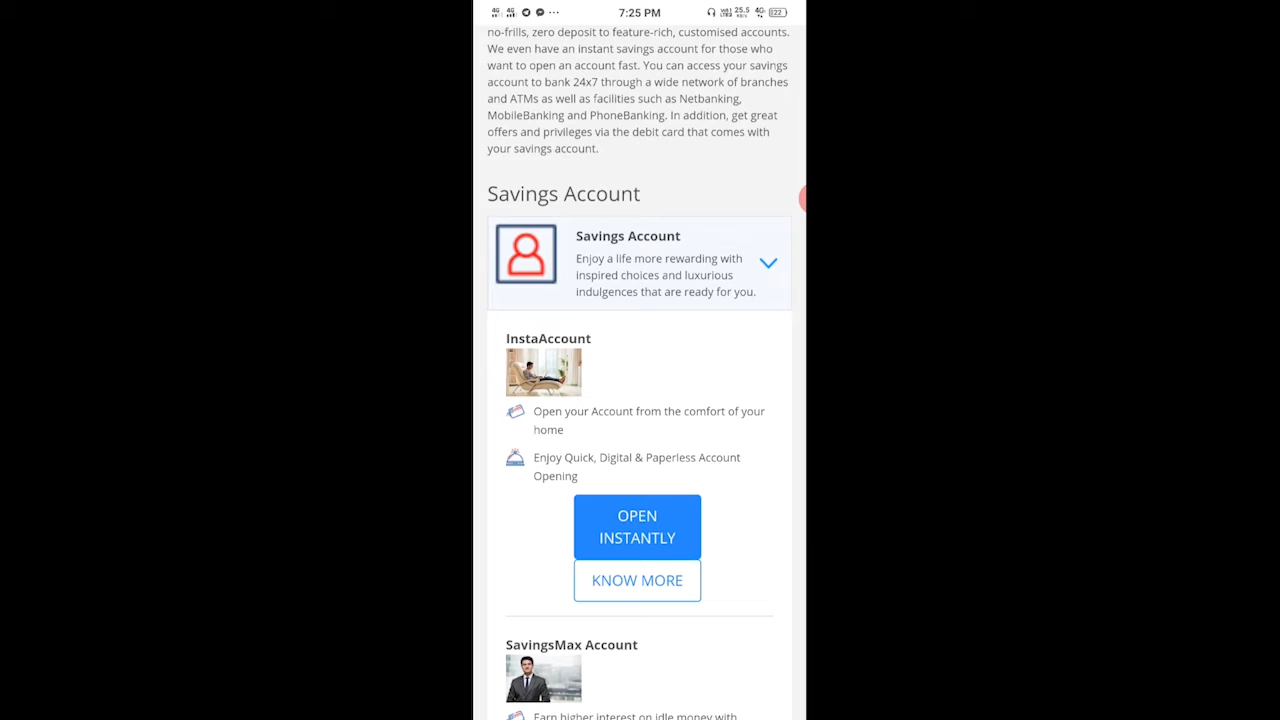 7:25 PM
25.5
KB/s
4G
22
no-frills, zero deposit to feature-rich, customised accounts.
We even have an instant savings account for those who
want to open an account fast. You can access your savings
account to bank 24x7 through a wide network of branches
and ATMs as well as facilities such as Netbanking,
MobileBanking and PhoneBanking. In addition, get great
offers and privileges via the debit card that comes with
your savings account.
Savings Account
Savings Account
Enjoy a life more rewarding with
inspired choices and luxurious
indulgences that are ready for you.
InstaAccount
Open your Account from the comfort of your
home
Enjoy Quick, Digital & Paperless Account
Opening
OPEN
INSTANTLY
KNOW MORE
SavingsMax Account
Earn higher interest on idle money with